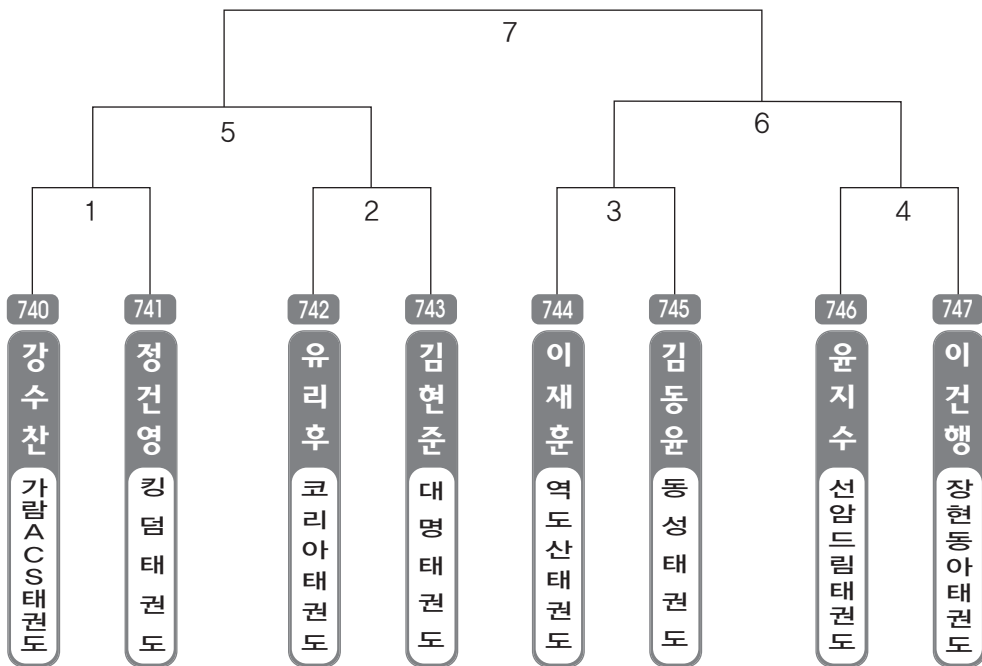 7
5
6
1
2
3
4
740
741
742
743
744
745
746
747
강수찬
정건영
유리후
김현준
이재훈
김동윤
윤지수
이건행
가람ACS태권도
킹덤태권도
코리아태권도
대명태권도
역도산태권도
동성태권도
선암드림태권도
장현동아태권도